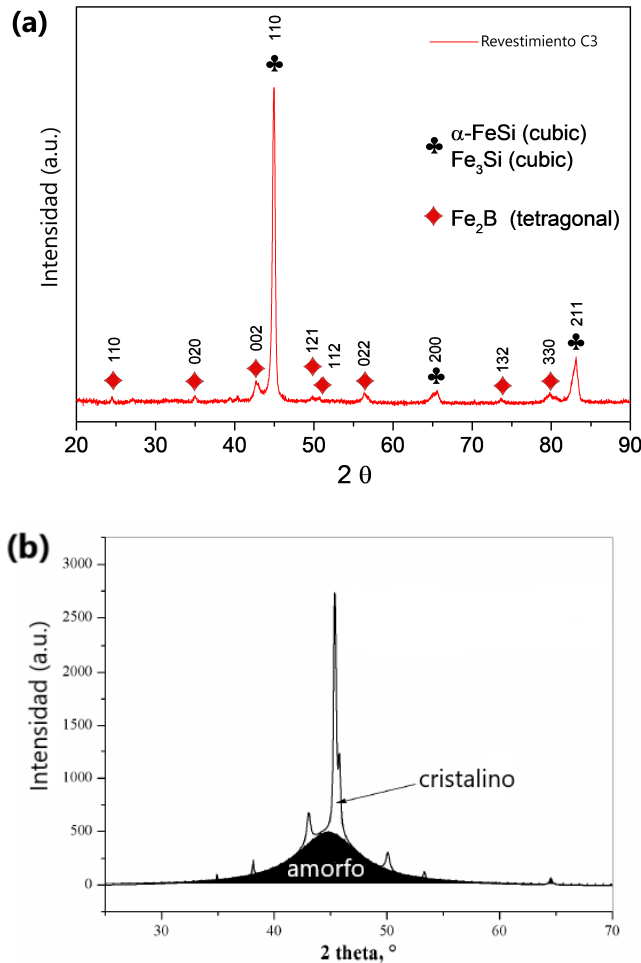 (a)
110
Revestimiento C3
α-FeSi (cubic)
Fe3Si (cubic)
Fe2B (tetragonal)
Intensidad (a.u.)
110
020
002
121
112
022
200
132
330
211
20 30 40 50 60 70 80 90
2 θ
(b)
Intensidad (a.u.)
3000
2500
2000
1500
1000
500
0
cristalino
amorfo
30 40 50 60 70
2 theta, °